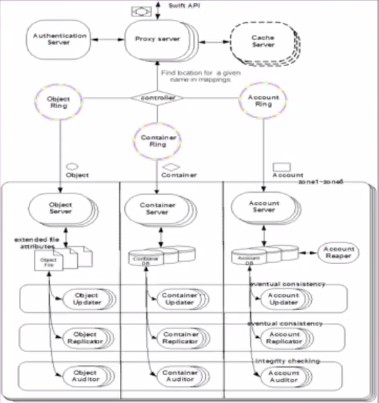 Swift API
Authentication
Server
Proxy server
Cache
Server
Find location for a given
name in mappings
controller
Object
Ring
Container
Ring
Account
Ring
Object
Container
Account
zone1-zone5
Object
Server
Container
Server
Account
Server
extended file
attributes
Object
File
Container
DB
Account
DB
Account
Reaper
eventual consistency
Object
Updater
Container
Updater
Account
Updater
eventual consistency
Object
Replicator
Container
Replicator
Account
Replicator
integrity checking
Object
Auditor
Container
Auditor
Account
Auditor